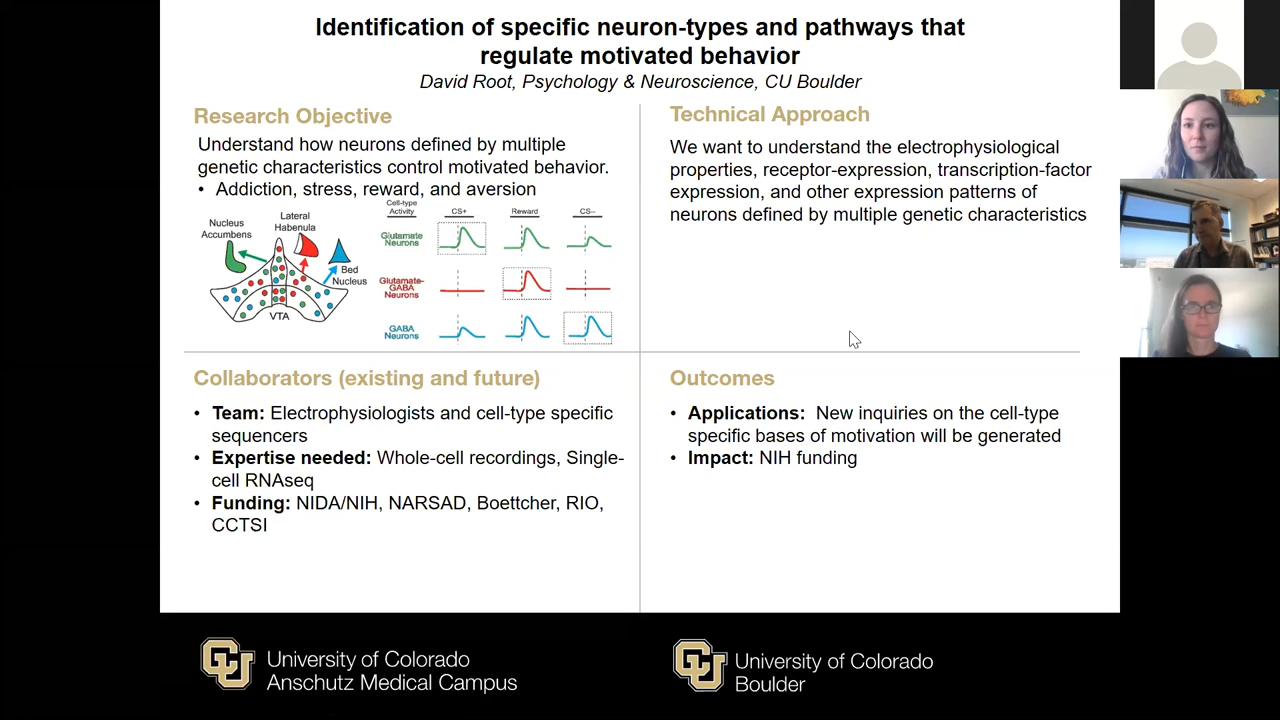 Identification of specific neuron-types and pathways that
regulate motivated behavior
David Root, Psychology & Neuroscience, CU Boulder
Research Objective
Understand how neurons defined by multiple
genetic characteristics control motivated behavior.
• Addiction, stress, reward, and aversion
Nucleus
Accumbens
Lateral
Habenula
Bed
Nucleus
VTA
Cell-type
Activity
CS+
Reward
CS–
Glutamate
Neurons
Glutamate-
GABA
Neurons
GABA
Neurons
Technical Approach
We want to understand the electrophysiological
properties, receptor-expression, transcription-factor
expression, and other expression patterns of
neurons defined by multiple genetic characteristics
Collaborators (existing and future)
• Team: Electrophysiologists and cell-type specific
sequencers
• Expertise needed: Whole-cell recordings, Single-
cell RNAseq
• Funding: NIDA/NIH, NARSAD, Boettcher, RIO,
CCTSI
Outcomes
• Applications: New inquiries on the cell-type
specific bases of motivation will be generated
• Impact: NIH funding
CU
University of Colorado
Anschutz Medical Campus
CU
University of Colorado
Boulder